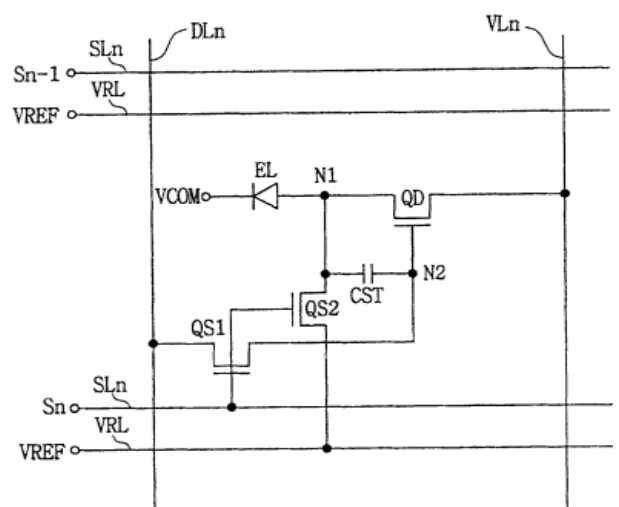 DLn
VLn
SLn
Sn-1
VRL
VREF
EL
N1
QD
VCOM
N2
CST
QS2
QS1
SLn
Sn
VRL
VREF